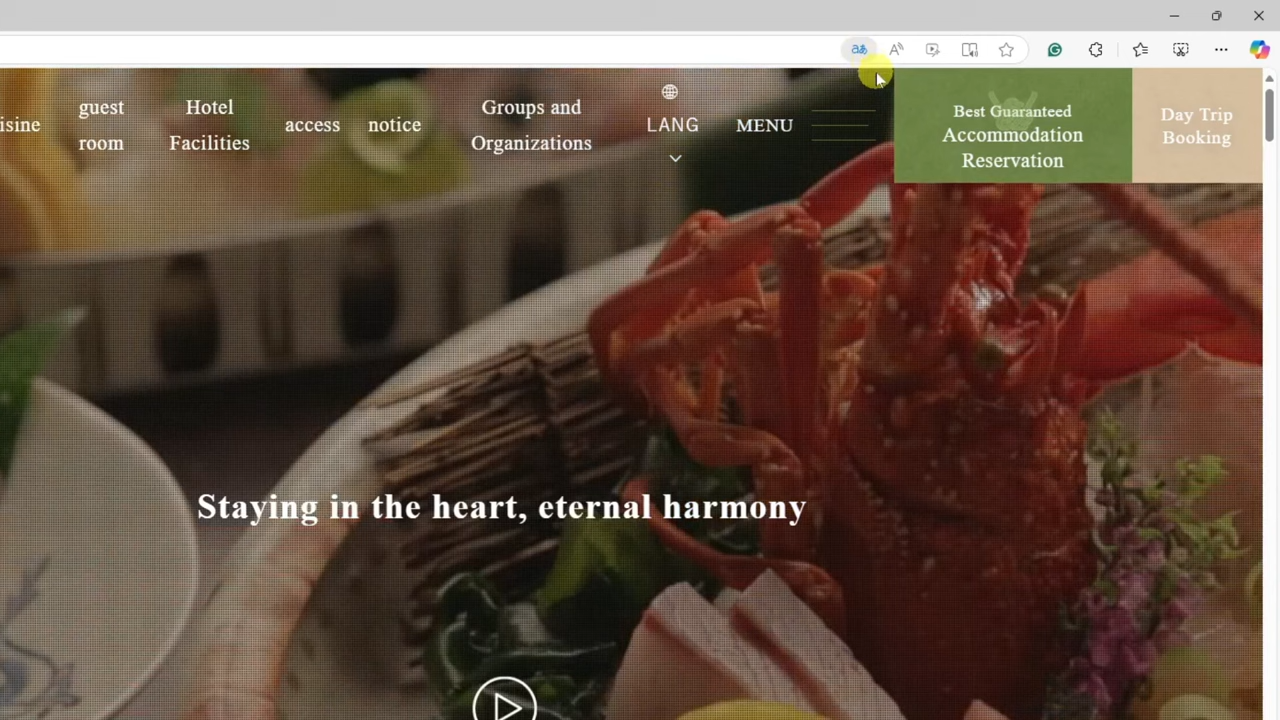 isine
guest
room
Hotel
Facilities
access
notice
Groups and
Organizations
LANG
MENU
Best Guaranteed
Accommodation
Reservation
Day Trip
Booking
Staying in the heart, eternal harmony